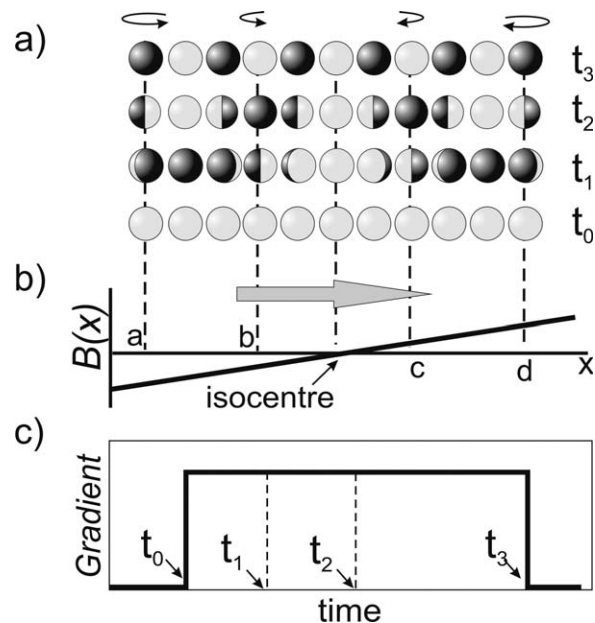 a)
t3
t2
t1
t0
b)
B(x)
a
b
c
d
x
isocentre
c)
Gradient
t0
t1
t2
t3
time